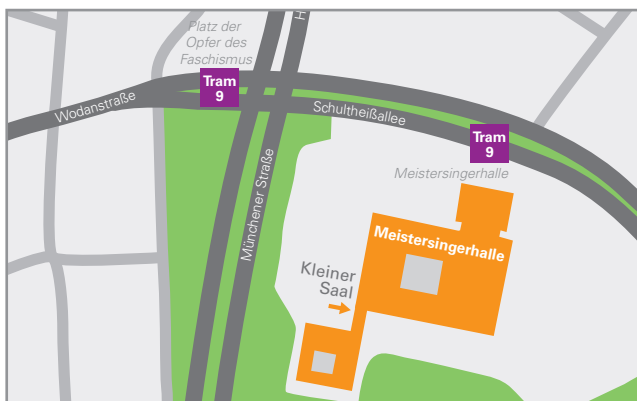 Platz der
Opfer des
Faschismus
Tram
9
Wodanstraße
Schultheißallee
Tram
9
Meistersingerhalle
Münchener Straße
Meistersingerhalle
Kleiner
Saal